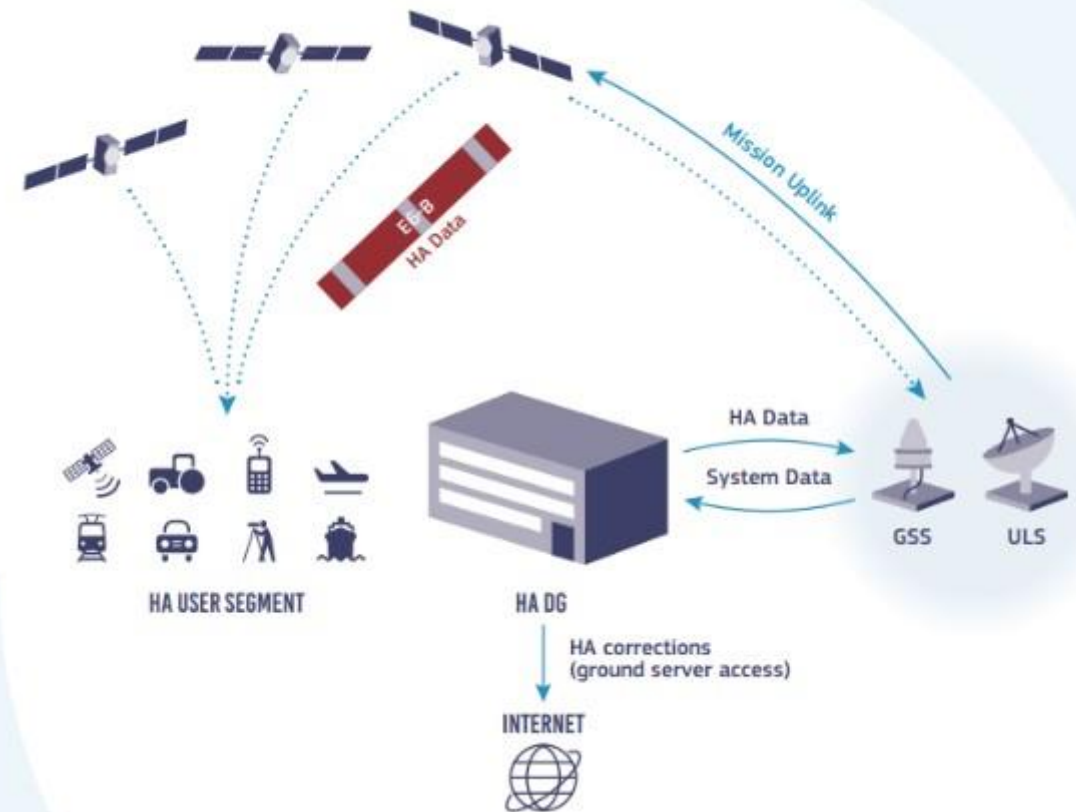 Mission Uplink
E6-B
HA Data
HA Data
System Data
GSS
ULS
HA USER SEGMENT
HA DG
HA corrections
(ground server access)
INTERNET